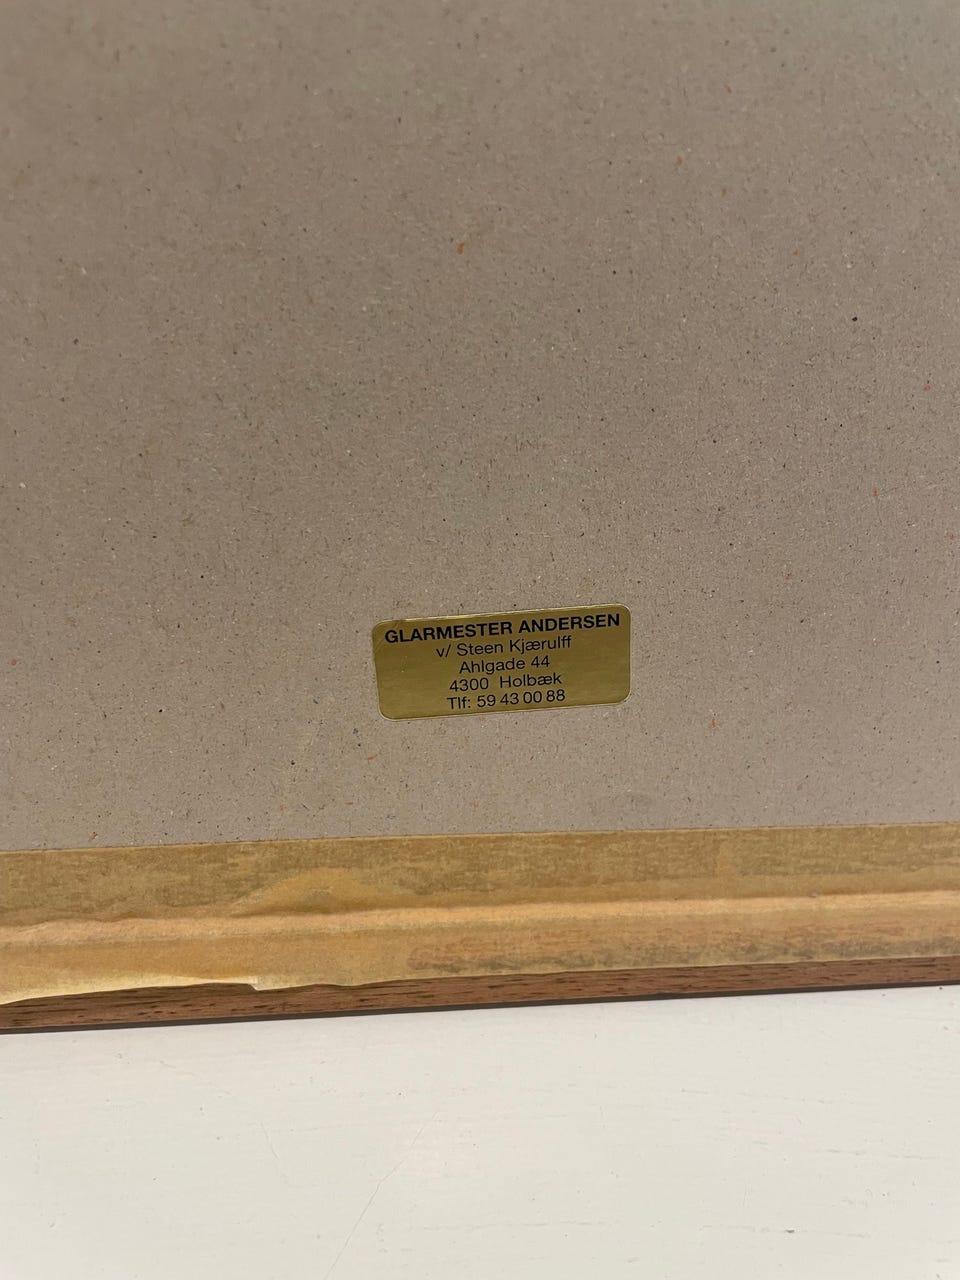 GLARMESTER ANDERSEN
v/ Steen Kjærulff
Ahlgade 44
4300 Holbæk
Tlf: 59 43 00 88